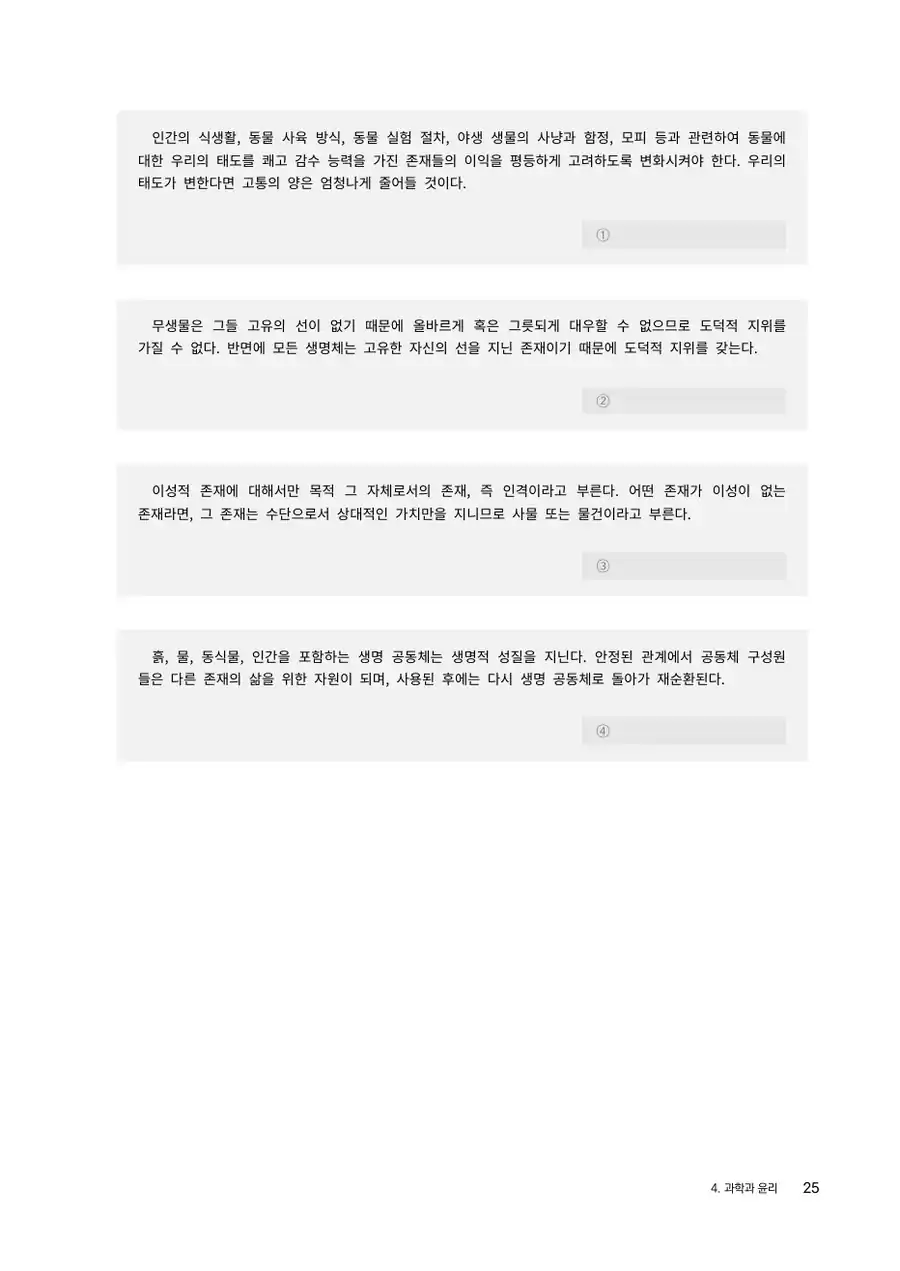 인간의 식생활, 동물 사육 방식, 동물 실험 절차, 야생 생물의 사냥과 함정, 모피 등과 관련하여 동물에
대한 우리의 태도를 쾌고 감수 능력을 가진 존재들의 이익을 평등하게 고려하도록 변화시켜야 한다. 우리의
태도가 변한다면 고통의 양은 엄청나게 줄어들 것이다.
①
무생물은 그들 고유의 선이 없기 때문에 올바르게 혹은 그릇되게 대우할 수 없으므로 도덕적 지위를
가질 수 없다. 반면에 모든 생명체는 고유한 자신의 선을 지닌 존재이기 때문에 도덕적 지위를 갖는다.
②
이성적 존재에 대해서만 목적 그 자체로서의 존재, 즉 인격이라고 부른다. 어떤 존재가 이성이 없는
존재라면, 그 존재는 수단으로서 상대적인 가치만을 지니므로 사물 또는 물건이라고 부른다.
③
흙, 물, 동식물, 인간을 포함하는 생명 공동체는 생명적 성질을 지닌다. 안정된 관계에서 공동체 구성원
들은 다른 존재의 삶을 위한 자원이 되며, 사용된 후에는 다시 생명 공동체로 돌아가 재순환된다.
④
4. 과학과 윤리 25